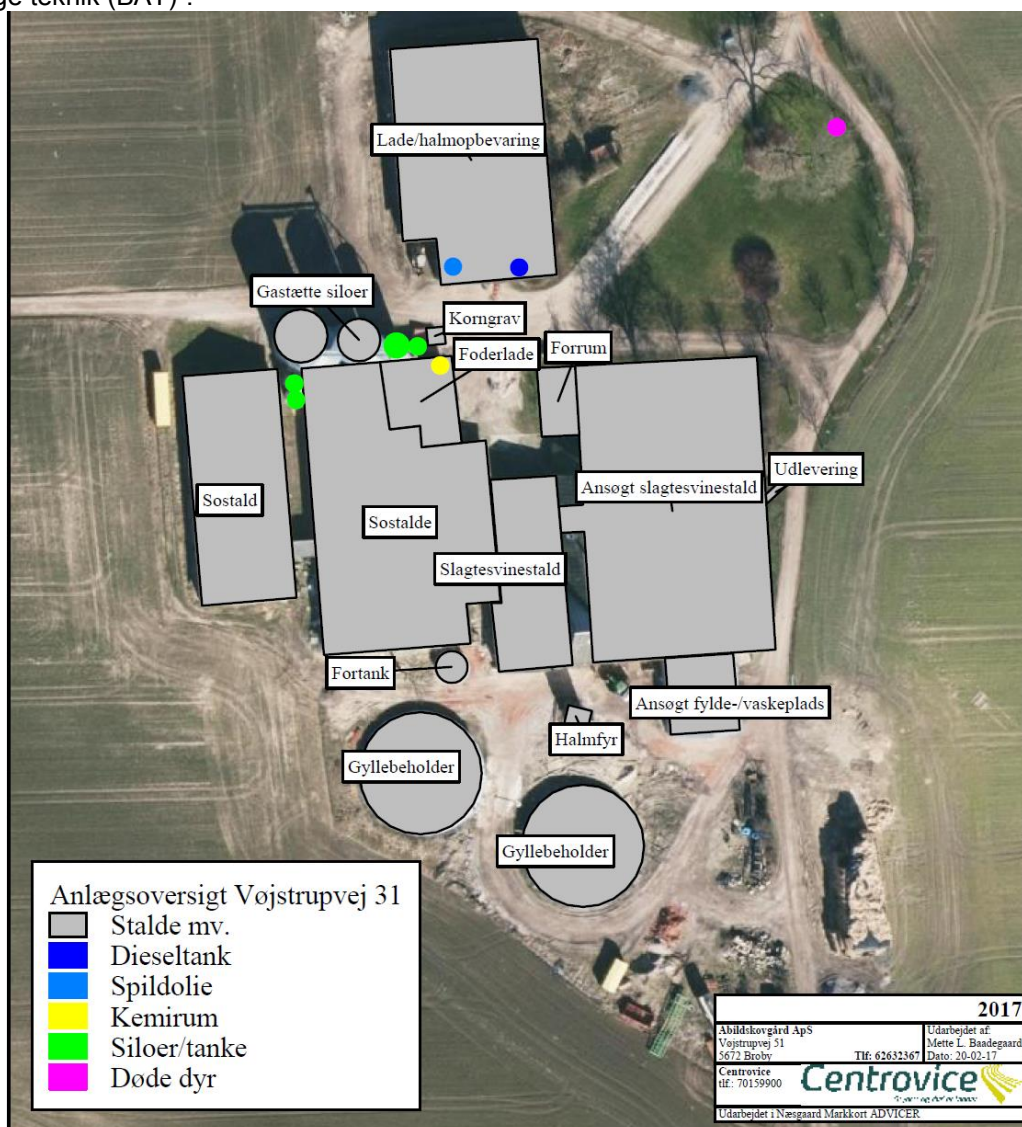 ge teknik (BAT) .
Lade/halmopbevaring
Gastætte siloer
Korngrav
Foderlade
Forrum
Udlevering
Sostald
Sostalde
Ansøgt slagtesvinestald
Slagtesvinestald
Fortank
Ansøgt fylde-/vaskeplads
Halmfyr
Gyllebeholder
Gyllebeholder
Anlægsoversigt Vøjstrupvej 31
Stalde mv.
Dieseltank
Spildolie
Kemirum
Siloer/tanke
Døde dyr
2017
Abildskovgård ApS
Vøjstrupvej 51
5672 Broby
Tlf: 62632367
Udarbejdet af:
Mette L. Baadegaard
Dato: 20-02-17
Centrovice
tlf.: 70159900
Centrovice
Udarbejdet i Næsgaard Markkort ADVICER